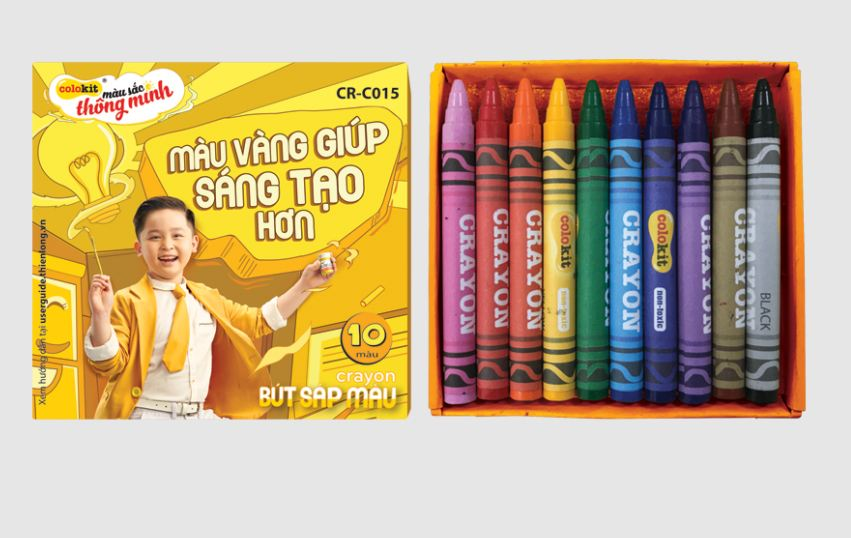 colokit®
màu sắc
thông minh
CR-C015
MÀU VÀNG GIÚP
SÁNG TẠO
HƠN
Xem hướng dẫn tại userguide.thienlong.vn
10
màu
crayon
BÚT SÁP MÀU
CRAYON
CRAYON
CRAYON
colokit
non-toxic
CRAYON
colokit
non-toxic
CRAYON
BLACK